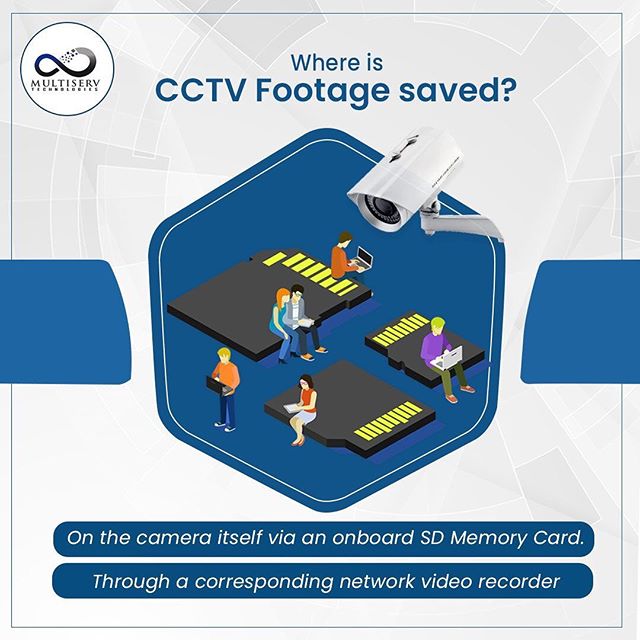 MULTISERV
TECHNOLOGIES
Where is
CCTV Footage saved?
On the camera itself via an onboard SD Memory Card.
Through a corresponding network video recorder